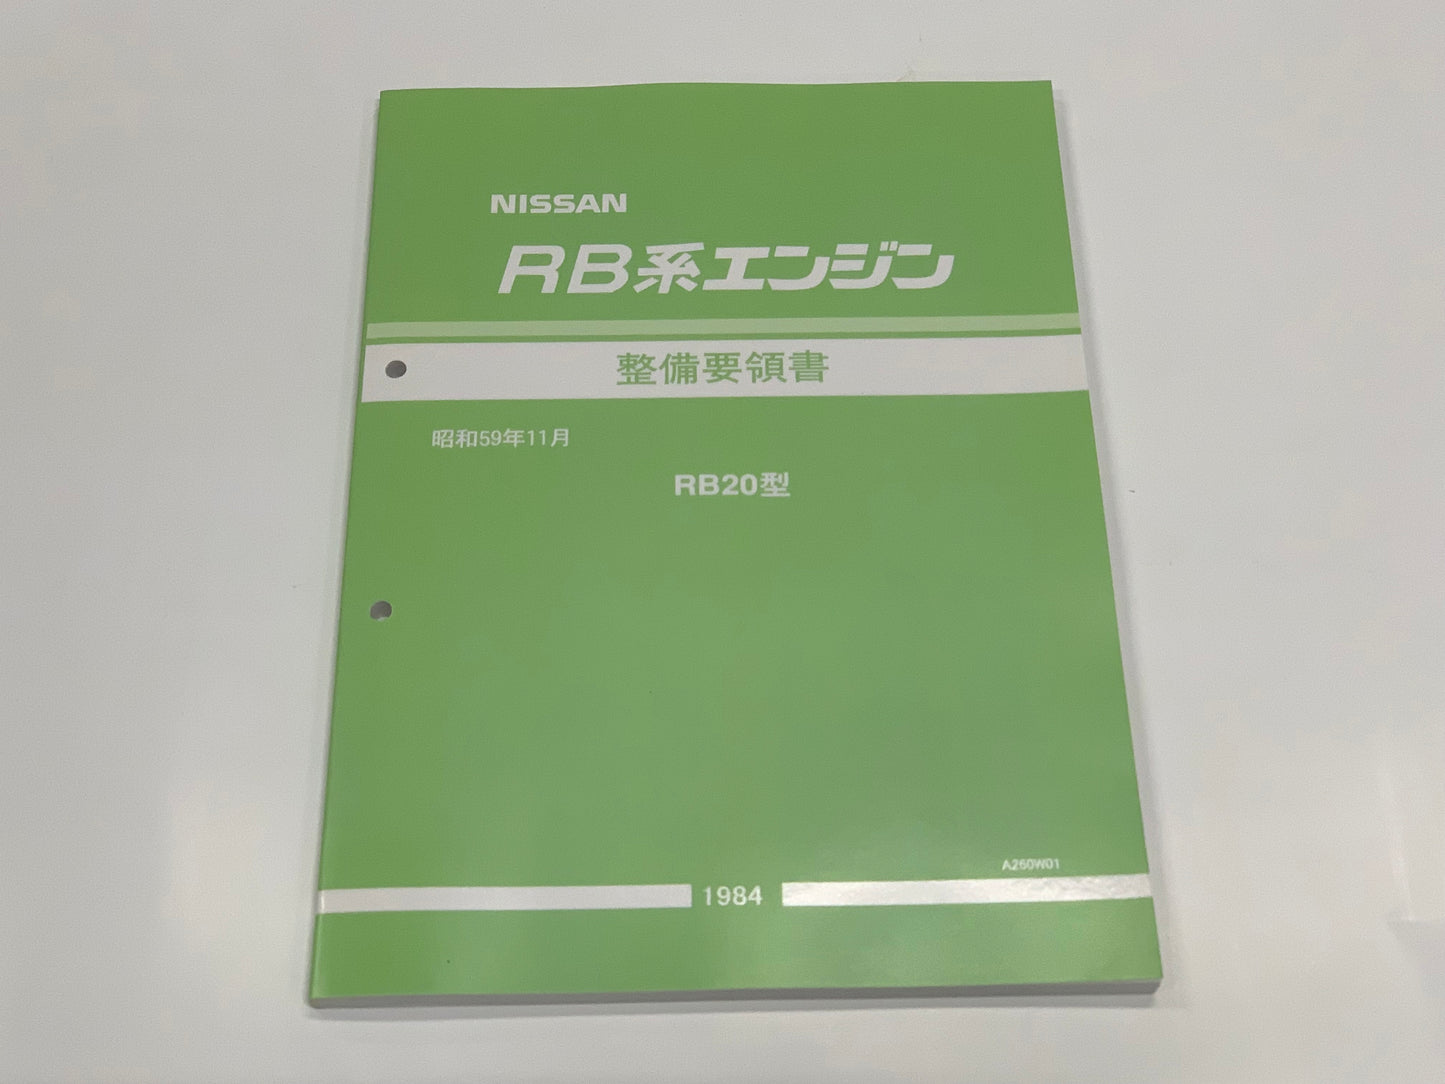 NISSAN
RB系エンジン
整備要領書
昭和59年11月
RB20型
A260W01
1984